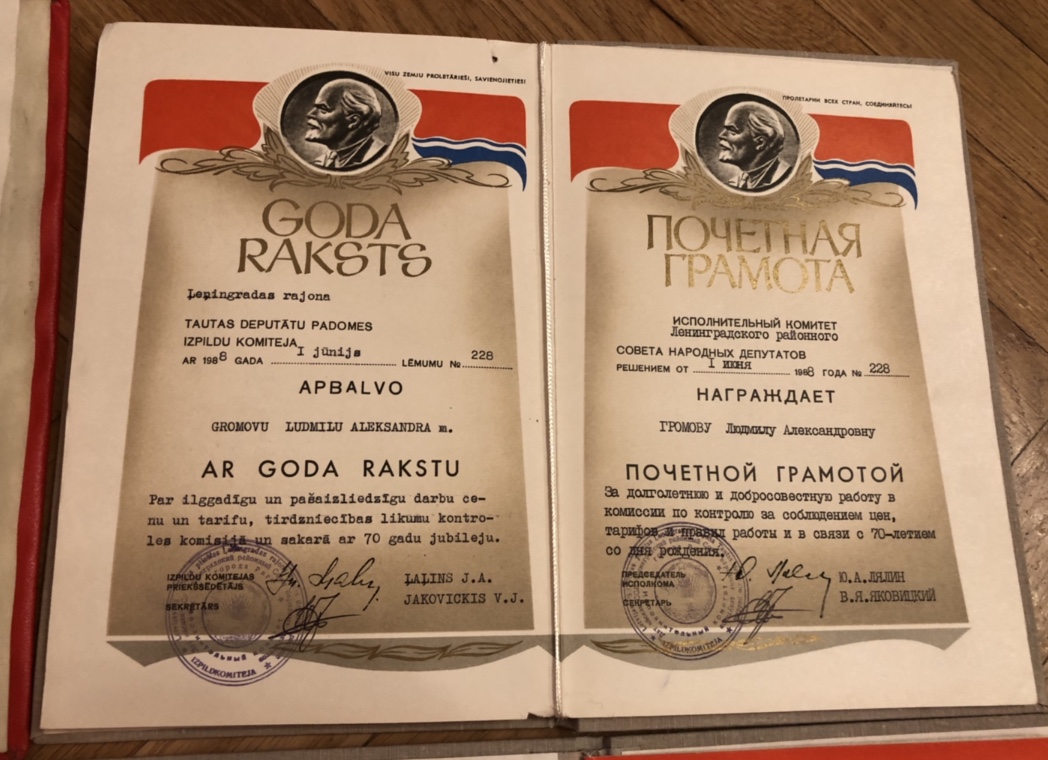 VISU ZEMJU PROLETĀRIEŠI, SAVIENOJIETIES!
GODA
RAKSTS
Ļeņingradas rajona
TAUTAS DEPUTĀTU PADOMES
IZPILDU KOMITEJA
AR 1988 GADA I jūnija LĒMUMU № 228
APBALVO
GROMOVU LUDMILU ALEKSANDRA m.
AR GODA RAKSTU
Par ilggadīgu un pašaizliedzīgu darbu ce-
nu un tarifu, tirdzniecības likumu kontro-
les komisijā un sakarā ar 70 gadu jubileju.
IZPILDU KOMITEJAS
PRIEKŠSĒDĒTĀJS
ĻAĻINS J.A.
SEKRETĀRS
JAKOVICKIS V.J.
IZPILDKOMITEJA
ПРОЛЕТАРИИ ВСЕХ СТРАН, СОЕДИНЯЙТЕСЬ!
ПОЧЕТНАЯ
ГРАМОТА
ИСПОЛНИТЕЛЬНЫЙ КОМИТЕТ
Ленинградского районного
СОВЕТА НАРОДНЫХ ДЕПУТАТОВ
РЕШЕНИЕМ ОТ I июня 1988 ГОДА № 228
НАГРАЖДАЕТ
ГРОМОВУ Людмилу Александровну
ПОЧЕТНОЙ ГРАМОТОЙ
За долголетнюю и добросовестную работу в
комиссии по контролю за соблюдением цен,
тарифов и правил работы и в связи с 70-летием
со дня рождения.
ПРЕДСЕДАТЕЛЬ
ИСПОЛКОМА
Ю.А.ЛЯЛИН
СЕКРЕТАРЬ
В.Я.ЯКОВИЦКИЙ
IZPILDKOMITEJA